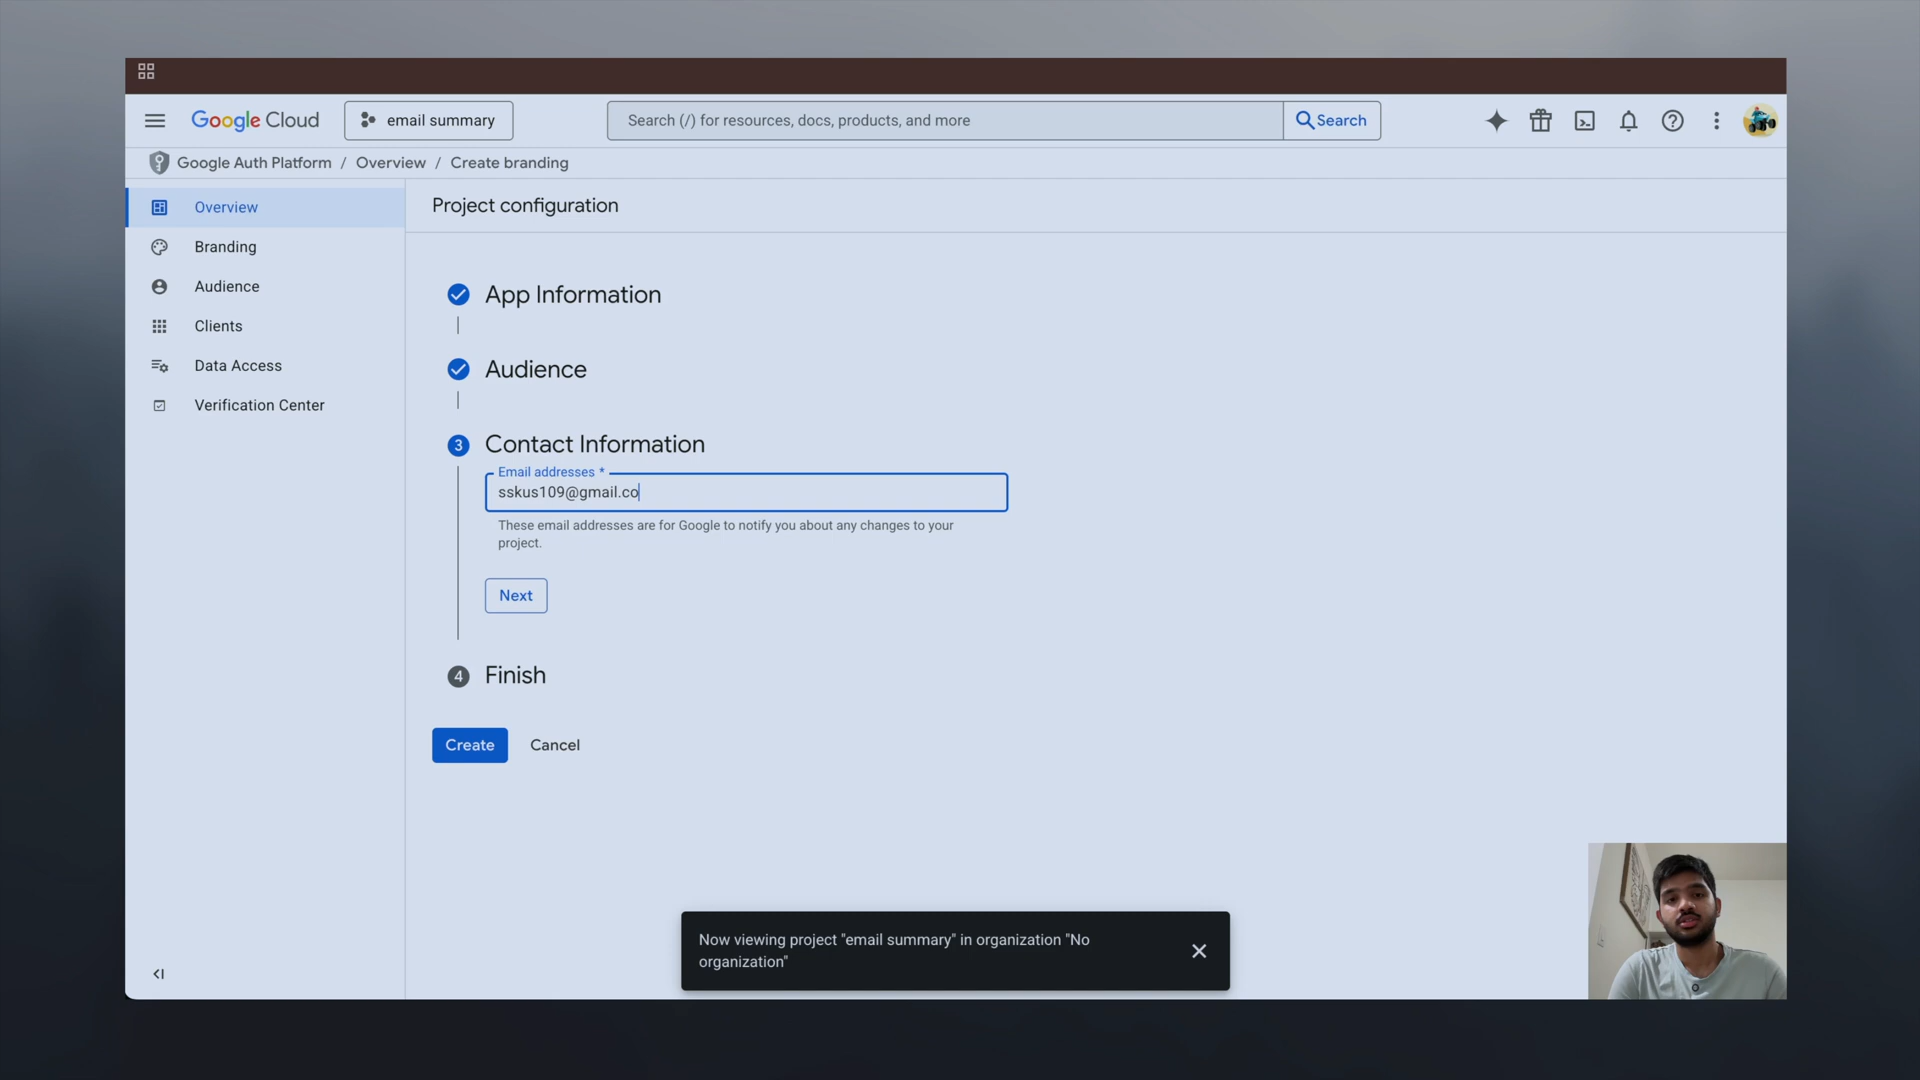 Google Cloud
email summary
Search (/) for resources, docs, products, and more
Search
Google Auth Platform / Overview / Create branding
Overview
Branding
Audience
Clients
Data Access
Verification Center
Project configuration
App Information
Audience
3 Contact Information
Email addresses *
sskus109@gmail.co
These email addresses are for Google to notify you about any changes to your
project.
Next
4 Finish
Create
Cancel
Now viewing project "email summary" in organization "No
organization"